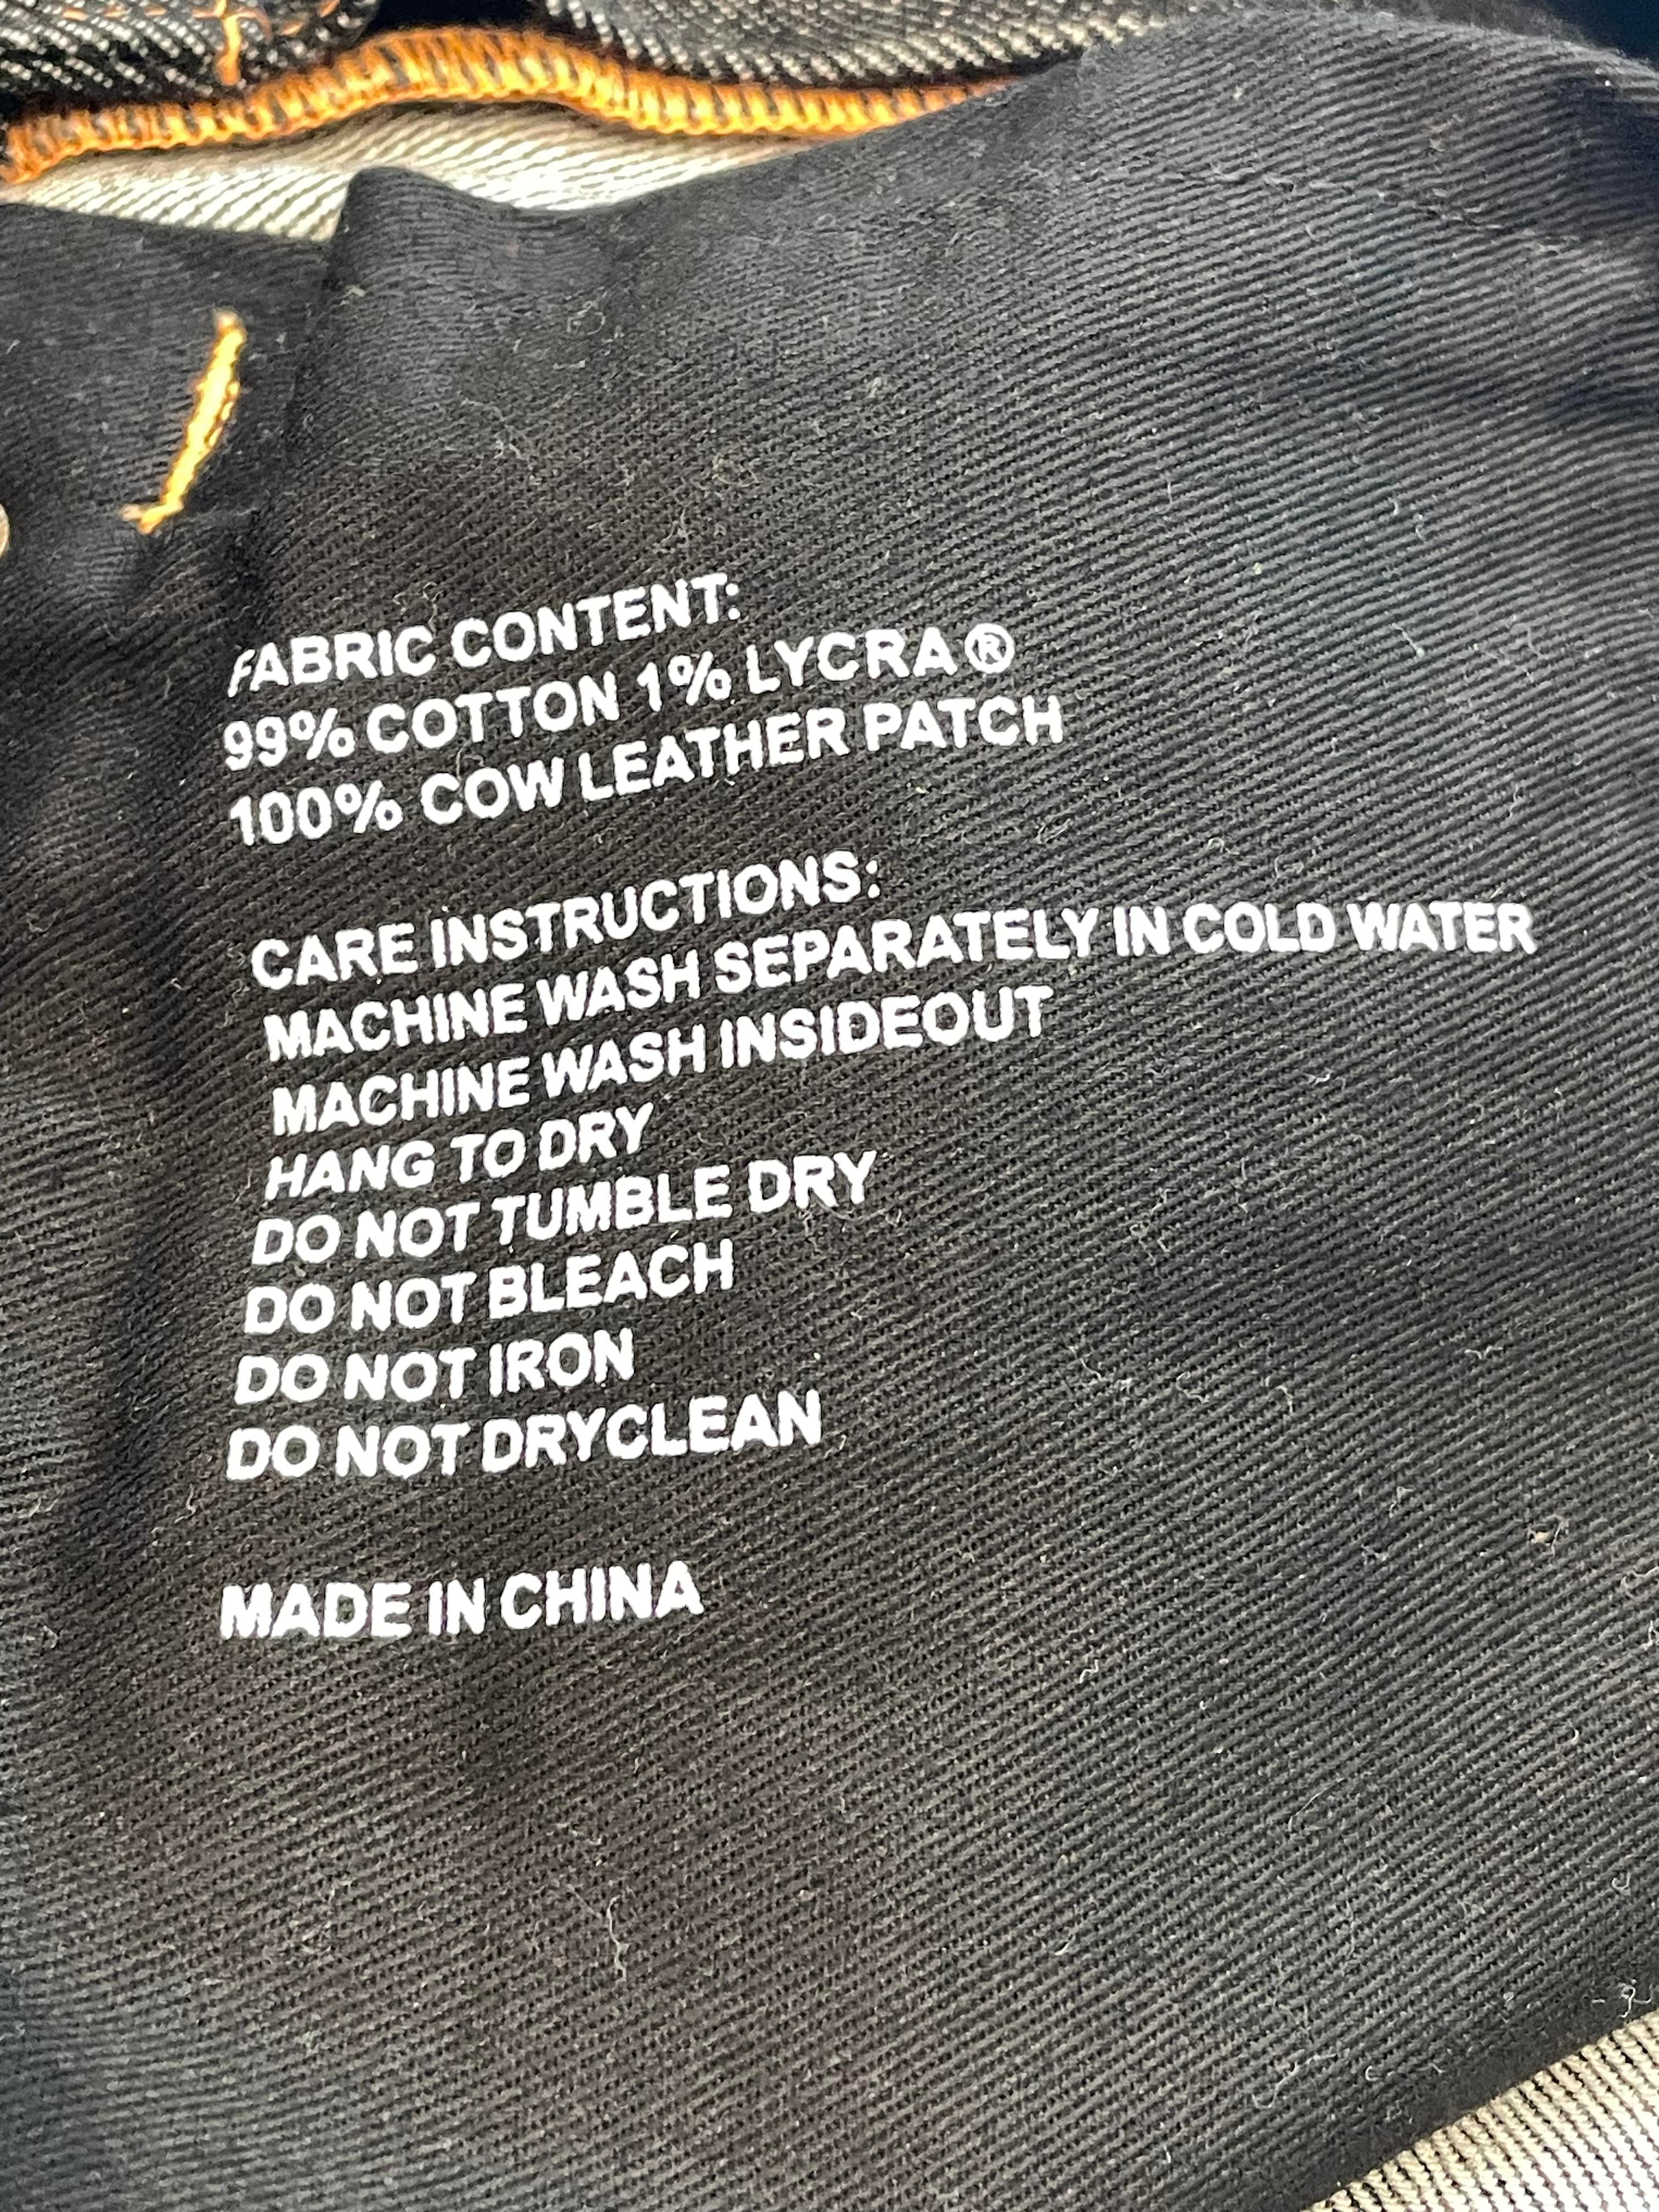 FABRIC CONTENT:
99% COTTON 1% LYCRA®
100% COW LEATHER PATCH
CARE INSTRUCTIONS:
MACHINE WASH SEPARATELY IN COLD WATER
MACHINE WASH INSIDEOUT
HANG TO DRY
DO NOT TUMBLE DRY
DO NOT BLEACH
DO NOT IRON
DO NOT DRYCLEAN
MADE IN CHINA